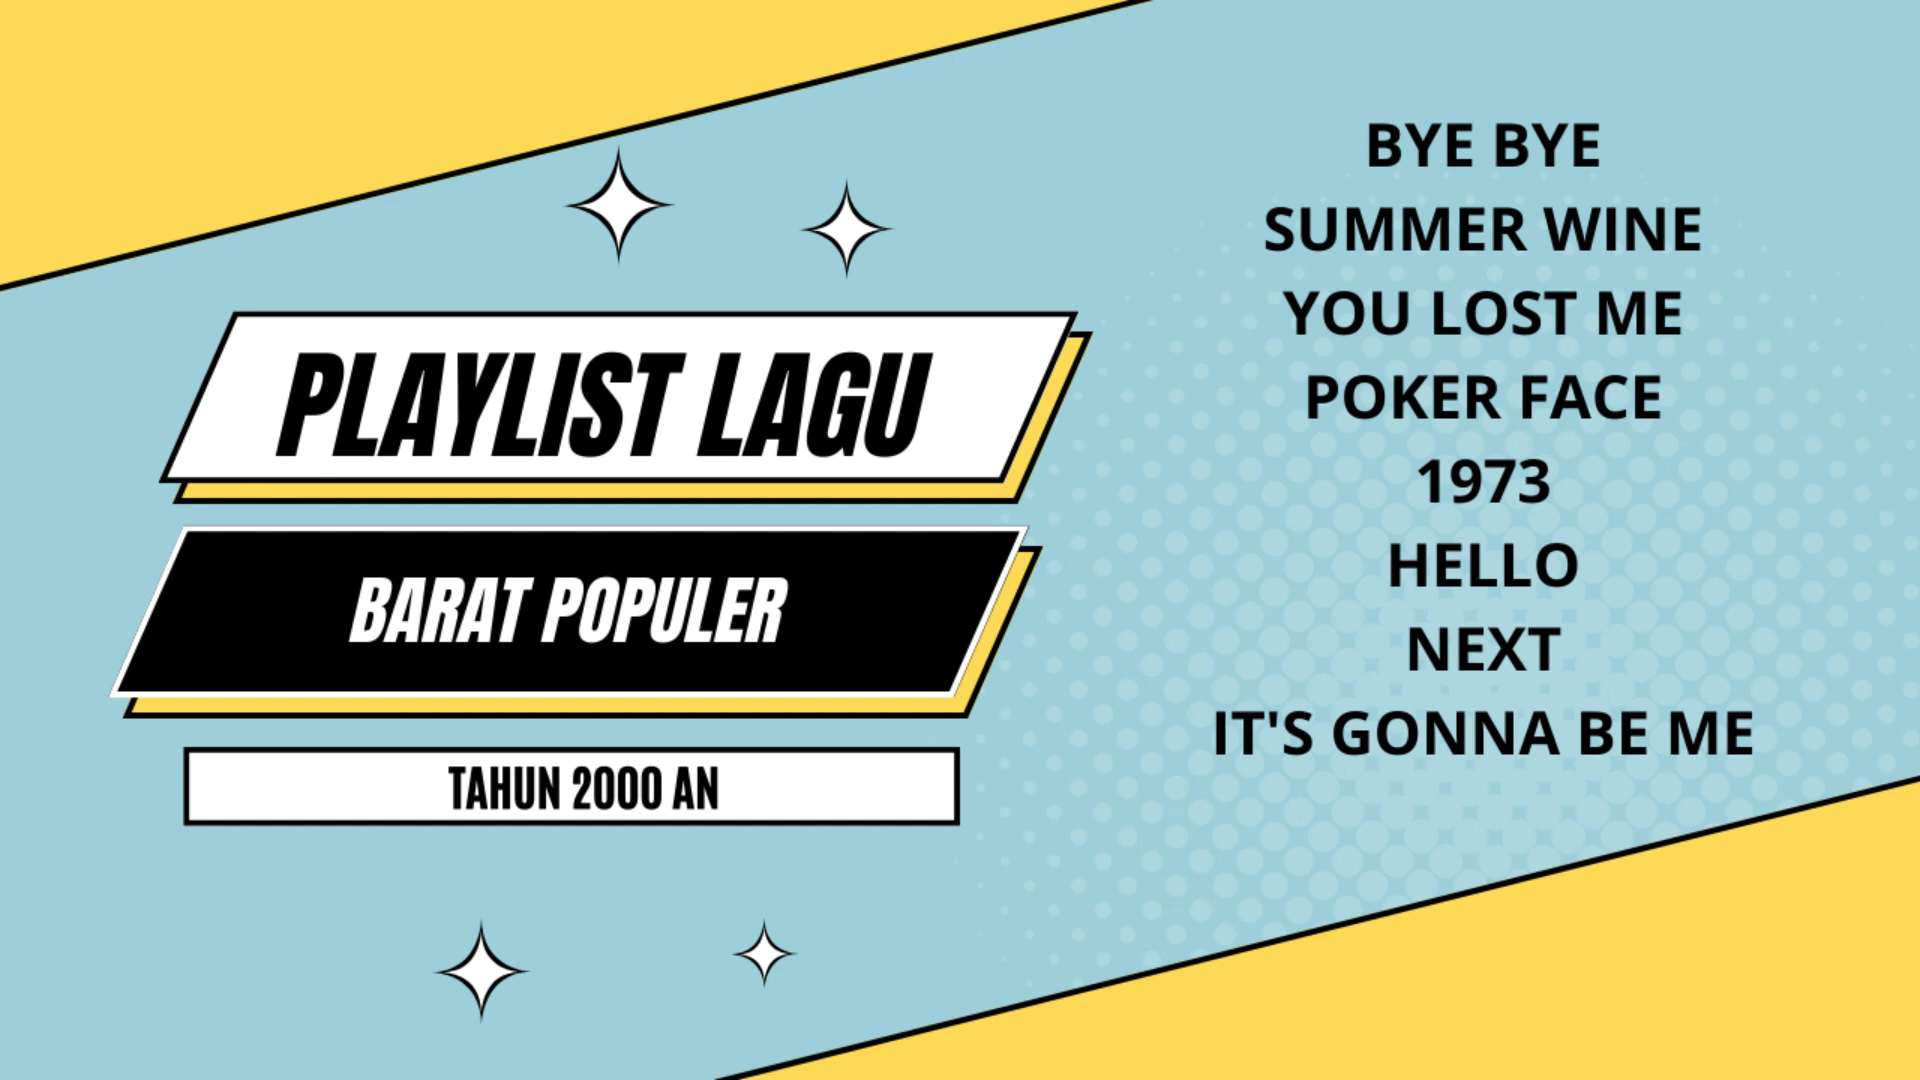 PLAYLIST LAGU
BARAT POPULER
TAHUN 2000 AN
BYE BYE
SUMMER WINE
YOU LOST ME
POKER FACE
1973
HELLO
NEXT
IT'S GONNA BE ME